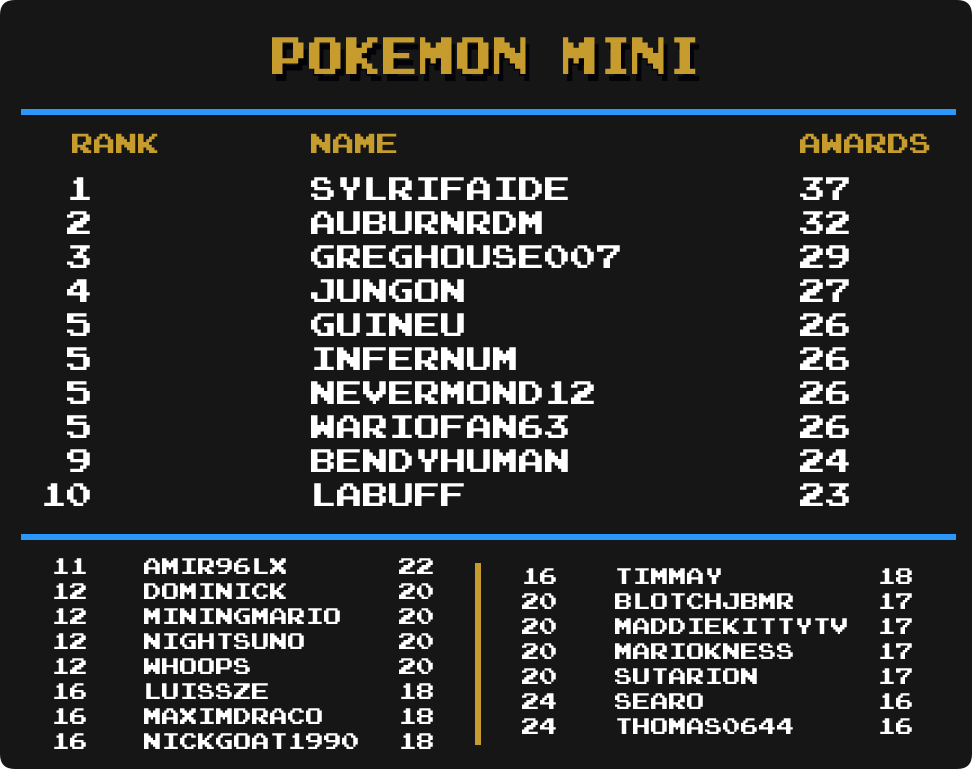 POKEMON MINI
RANK NAME AWARDS
1 SYLRIFAIDE 37
2 AUBURNRDM 32
3 GREGHOUSE007 29
4 JUNGON 27
5 GUINEU 26
5 INFERNUM 26
5 NEVERMOND12 26
5 WARIOFAN63 26
9 BENDYHUMAN 24
10 LABUFF 23
11 AMIR96LX 22
12 DOMINICK 20
12 MININGMARIO 20
12 NIGHTSUNO 20
12 WHOOPS 20
16 LUISSZE 18
16 MAXIMDRACO 18
16 NICKGOAT1990 18
16 TIMMAY 18
20 BLOTCHJBMR 17
20 MADDIEKITTYTV 17
20 MARIOKNESS 17
20 SUTARION 17
24 SEARO 16
24 THOMAS0644 16